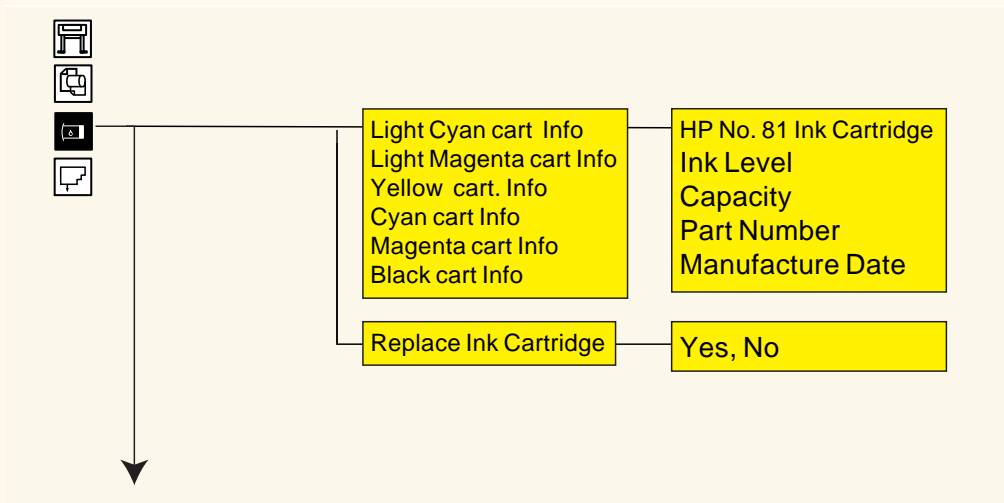 Light Cyan cart Info
Light Magenta cart Info
Yellow cart. Info
Cyan cart Info
Magenta cart Info
Black cart Info
HP No. 81 Ink Cartridge
Ink Level
Capacity
Part Number
Manufacture Date
Replace Ink Cartridge
Yes, No